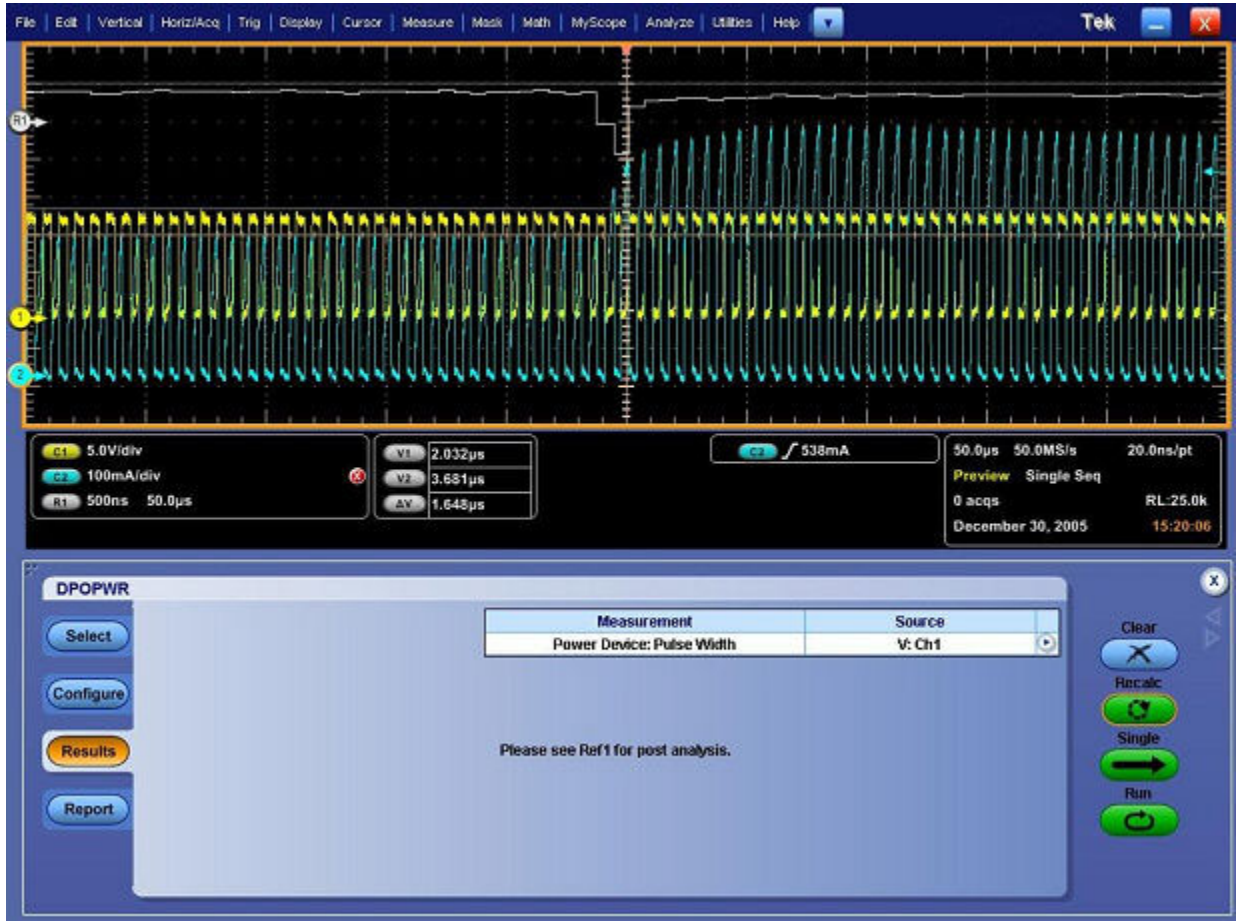 File | Edit | Vertical | Horiz/Acq | Trig | Display | Cursor | Measure | Mask | Math | MyScope | Analyze | Utilities | Help
Tek
X
R1
1
2
C1 5.0V/div
C2 100mA/div
R1 500ns 50.0µs
V1 2.032µs
V2 3.681µs
ΔV 1.648µs
C2 538mA
50.0µs 50.0MS/s 20.0ns/pt
Preview Single Seq
0 acqs RL:25.0k
December 30, 2005 15:20:06
DPOPWR
X
Select
Configure
Results
Report
Measurement Source
Power Device: Pulse Width V: Ch1
Please see Ref1 for post analysis.
Clear
Recalc
Single
Run